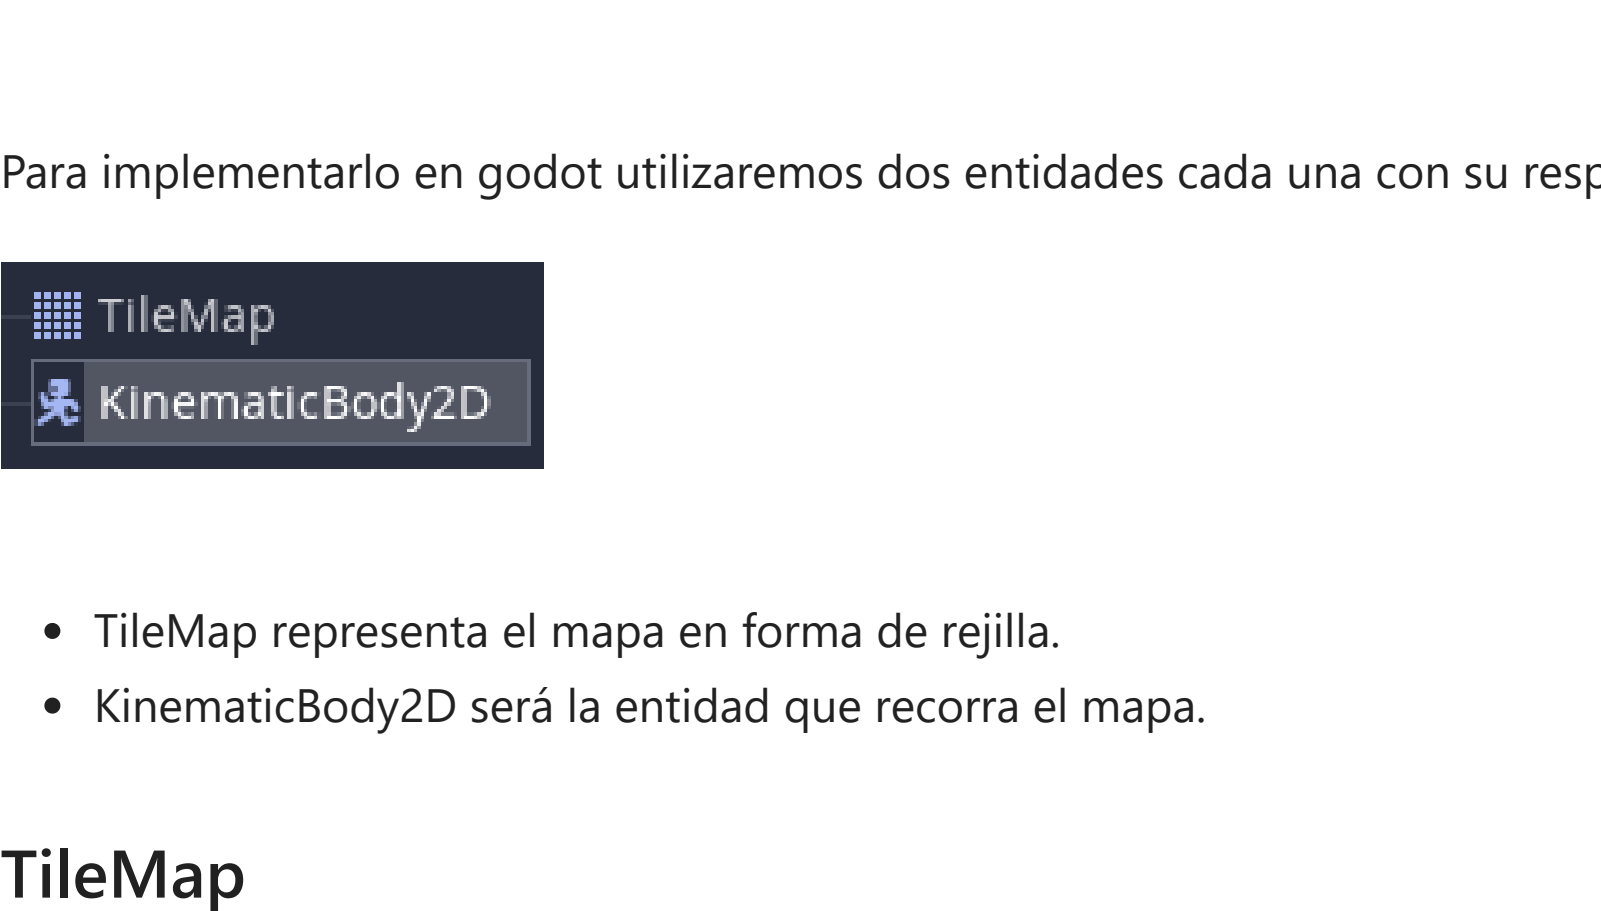 Para implementarlo en godot utilizaremos dos entidades cada una con su
TileMap
KinematicBody2D
TileMap representa el mapa en forma de rejilla.
KinematicBody2D será la entidad que recorra el mapa.
TileMap